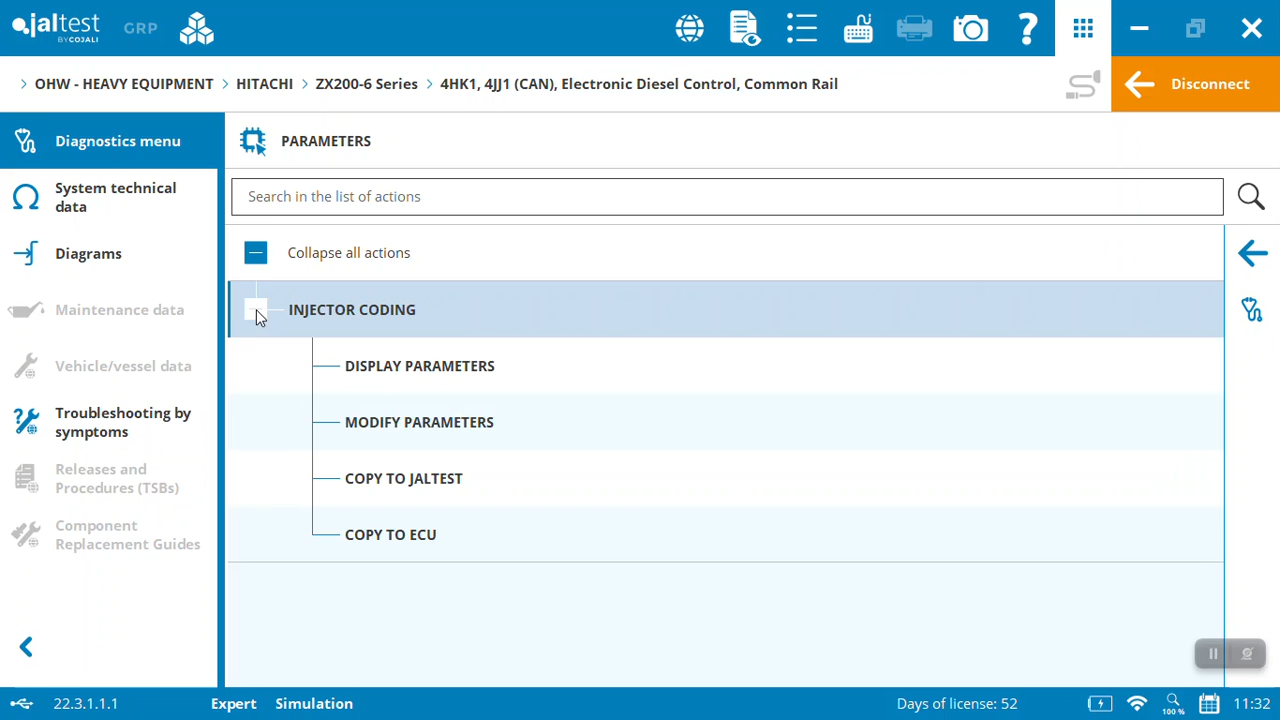 jaltest
BY COJALI
GRP
OHW - HEAVY EQUIPMENT > HITACHI > ZX200-6 Series > 4HK1, 4JJ1 (CAN), Electronic Diesel Control, Common Rail
Disconnect
Diagnostics menu
System technical
data
Diagrams
Maintenance data
Vehicle/vessel data
Troubleshooting by
symptoms
Releases and
Procedures (TSBs)
Component
Replacement Guides
PARAMETERS
Search in the list of actions
Collapse all actions
INJECTOR CODING
DISPLAY PARAMETERS
MODIFY PARAMETERS
COPY TO JALTEST
COPY TO ECU
22.3.1.1.1
Expert
Simulation
Days of license: 52
100 %
11:32